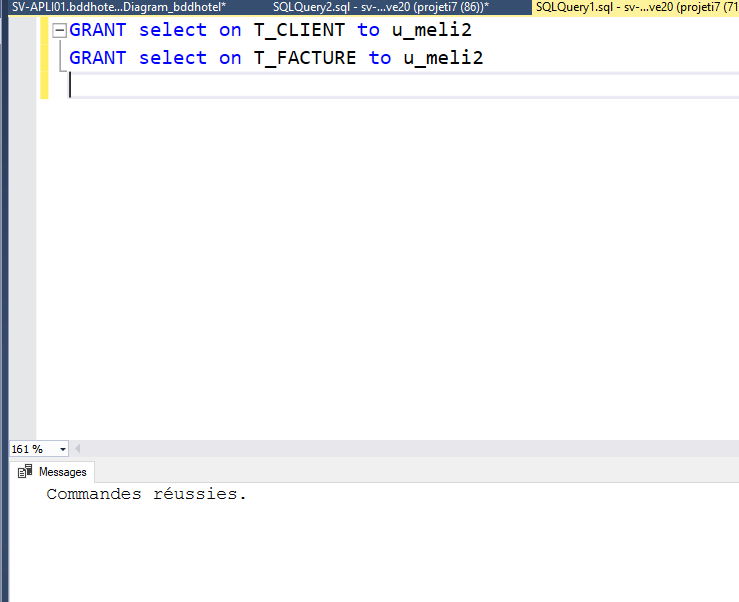 SV-APLI01.bddhote...Diagram_bddhotel*
SQLQuery2.sql - sv-...ve20 (projeti7 (86))*
SQLQuery1.sql - sv-...ve20 (projeti7 (71
GRANT select on T_CLIENT to u_meli2
GRANT select on T_FACTURE to u_meli2
161 %
Messages
Commandes réussies.